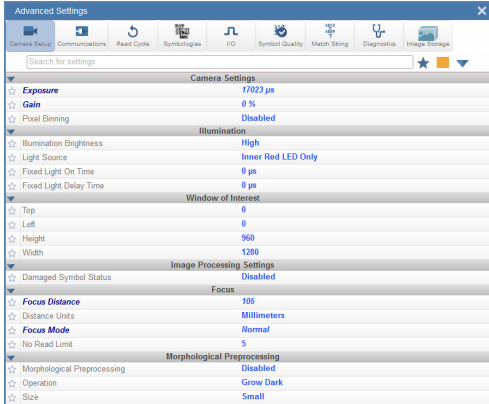 Advanced Settings
Camera Setup Communications Read Cycle Symbologies I/O Symbol Quality Match String Diagnostics Image Storage
Search for settings
Camera Settings
Exposure 17023 µs
Gain 0 %
Pixel Binning Disabled
Illumination
Illumination Brightness High
Light Source Inner Red LED Only
Fixed Light On Time 0 µs
Fixed Light Delay Time 0 µs
Window of Interest
Top 0
Left 0
Height 960
Width 1280
Image Processing Settings
Damaged Symbol Status Disabled
Focus
Focus Distance 105
Distance Units Millimeters
Focus Mode Normal
No Read Limit 5
Morphological Preprocessing
Morphological Preprocessing Disabled
Operation Grow Dark
Size Small